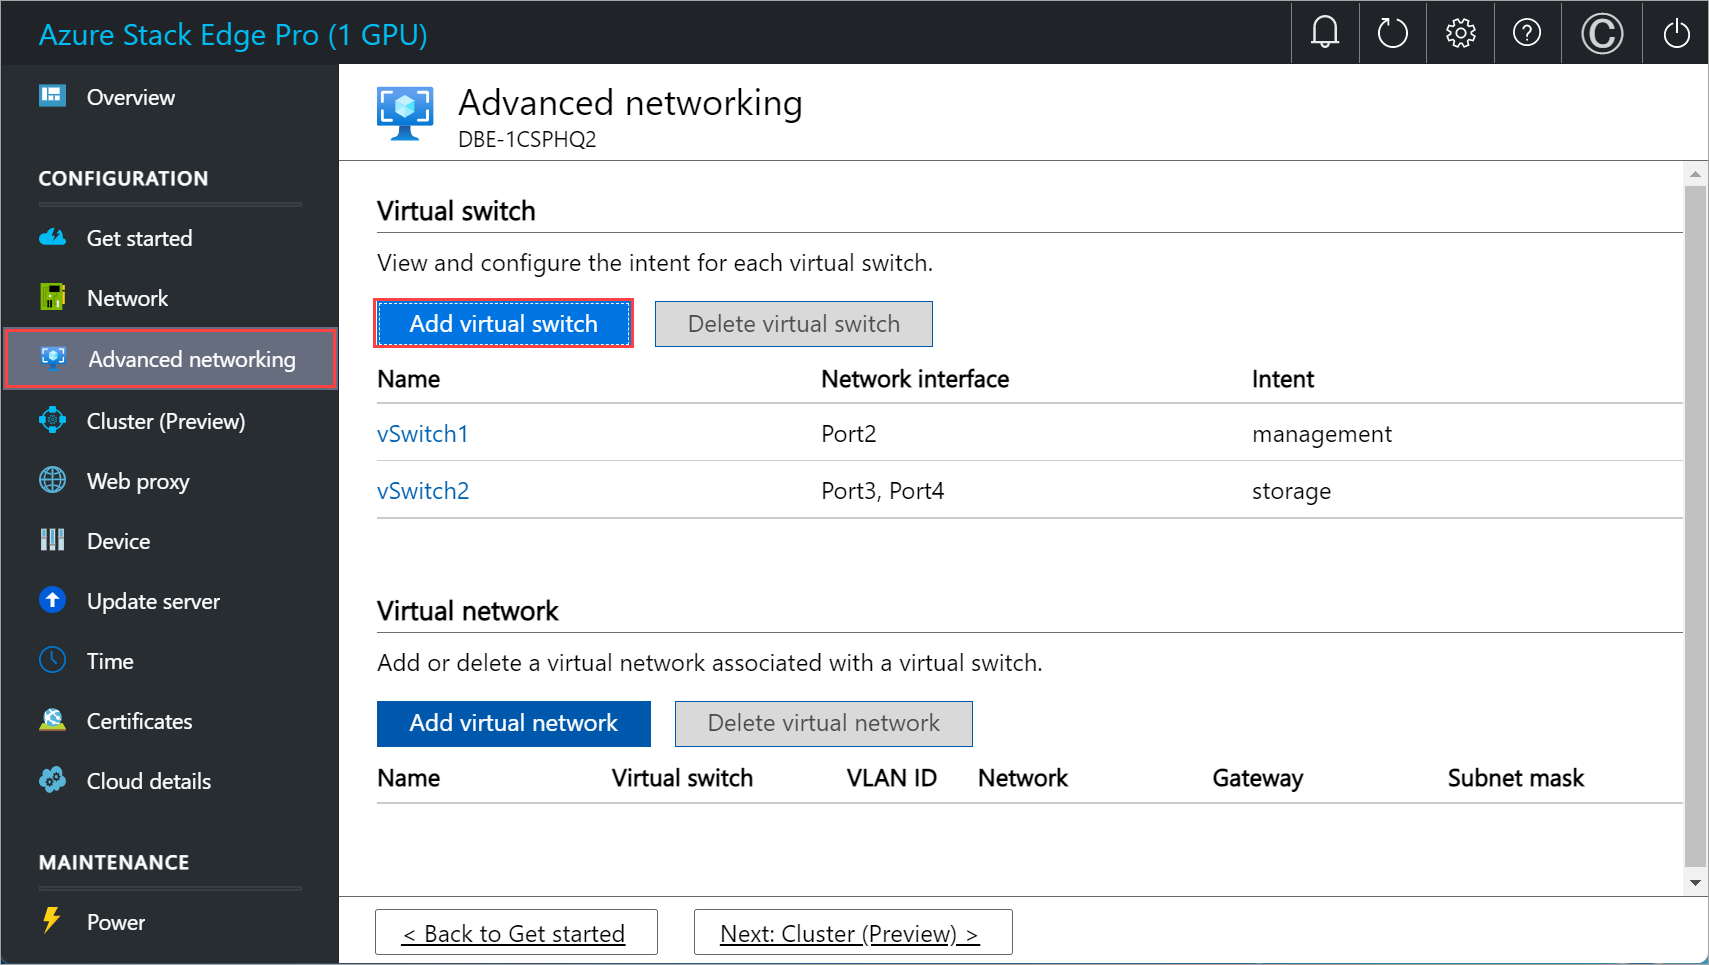 Azure Stack Edge Pro (1 GPU)
Overview
CONFIGURATION
Get started
Network
Advanced networking
Cluster (Preview)
Web proxy
Device
Update server
Time
Certificates
Cloud details
MAINTENANCE
Power
Advanced networking
DBE-1CSPHQ2
Virtual switch
View and configure the intent for each virtual switch.
Add virtual switch Delete virtual switch
Name Network interface Intent
vSwitch1 Port2 management
vSwitch2 Port3, Port4 storage
Virtual network
Add or delete a virtual network associated with a virtual switch.
Add virtual network Delete virtual network
Name Virtual switch VLAN ID Network Gateway Subnet mask
< Back to Get started Next: Cluster (Preview) >